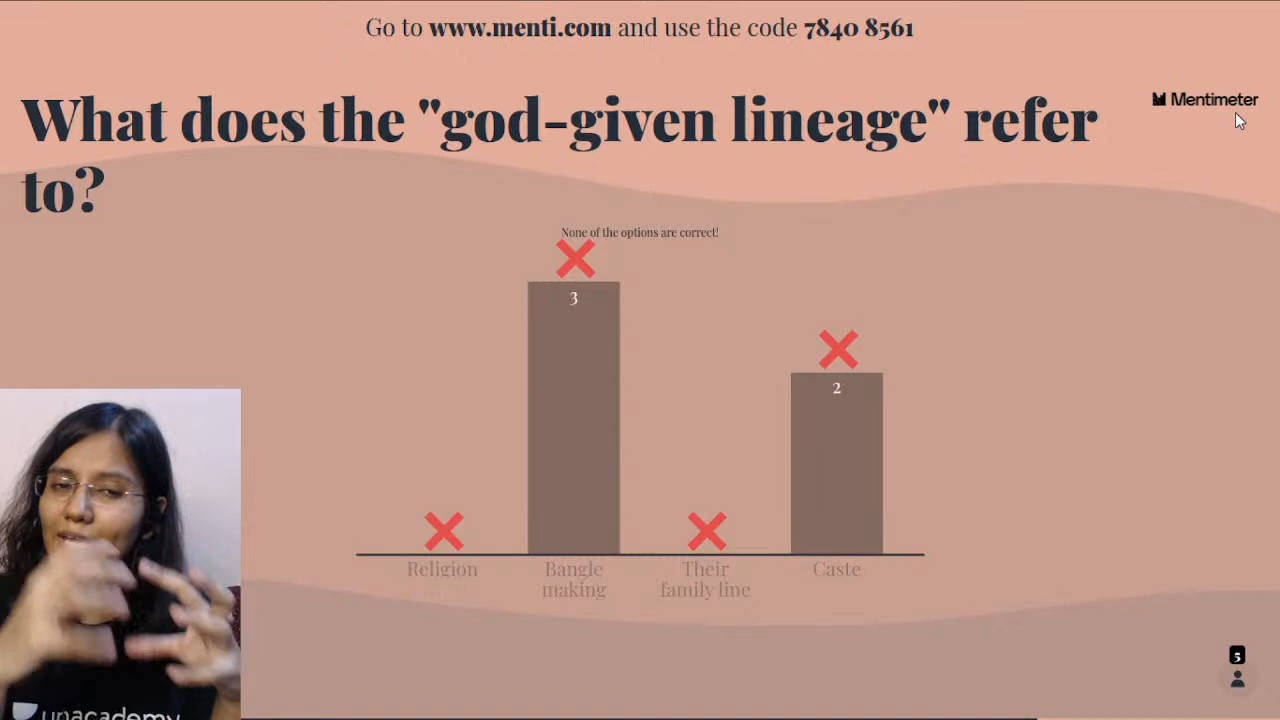 Go to www.menti.com and use the code 7840 8561
Mentimeter
What does the "god-given lineage" refer
to?
None of the options are correct!
3
2
Religion
Bangle
making
Their
family line
Caste
5
unacademy